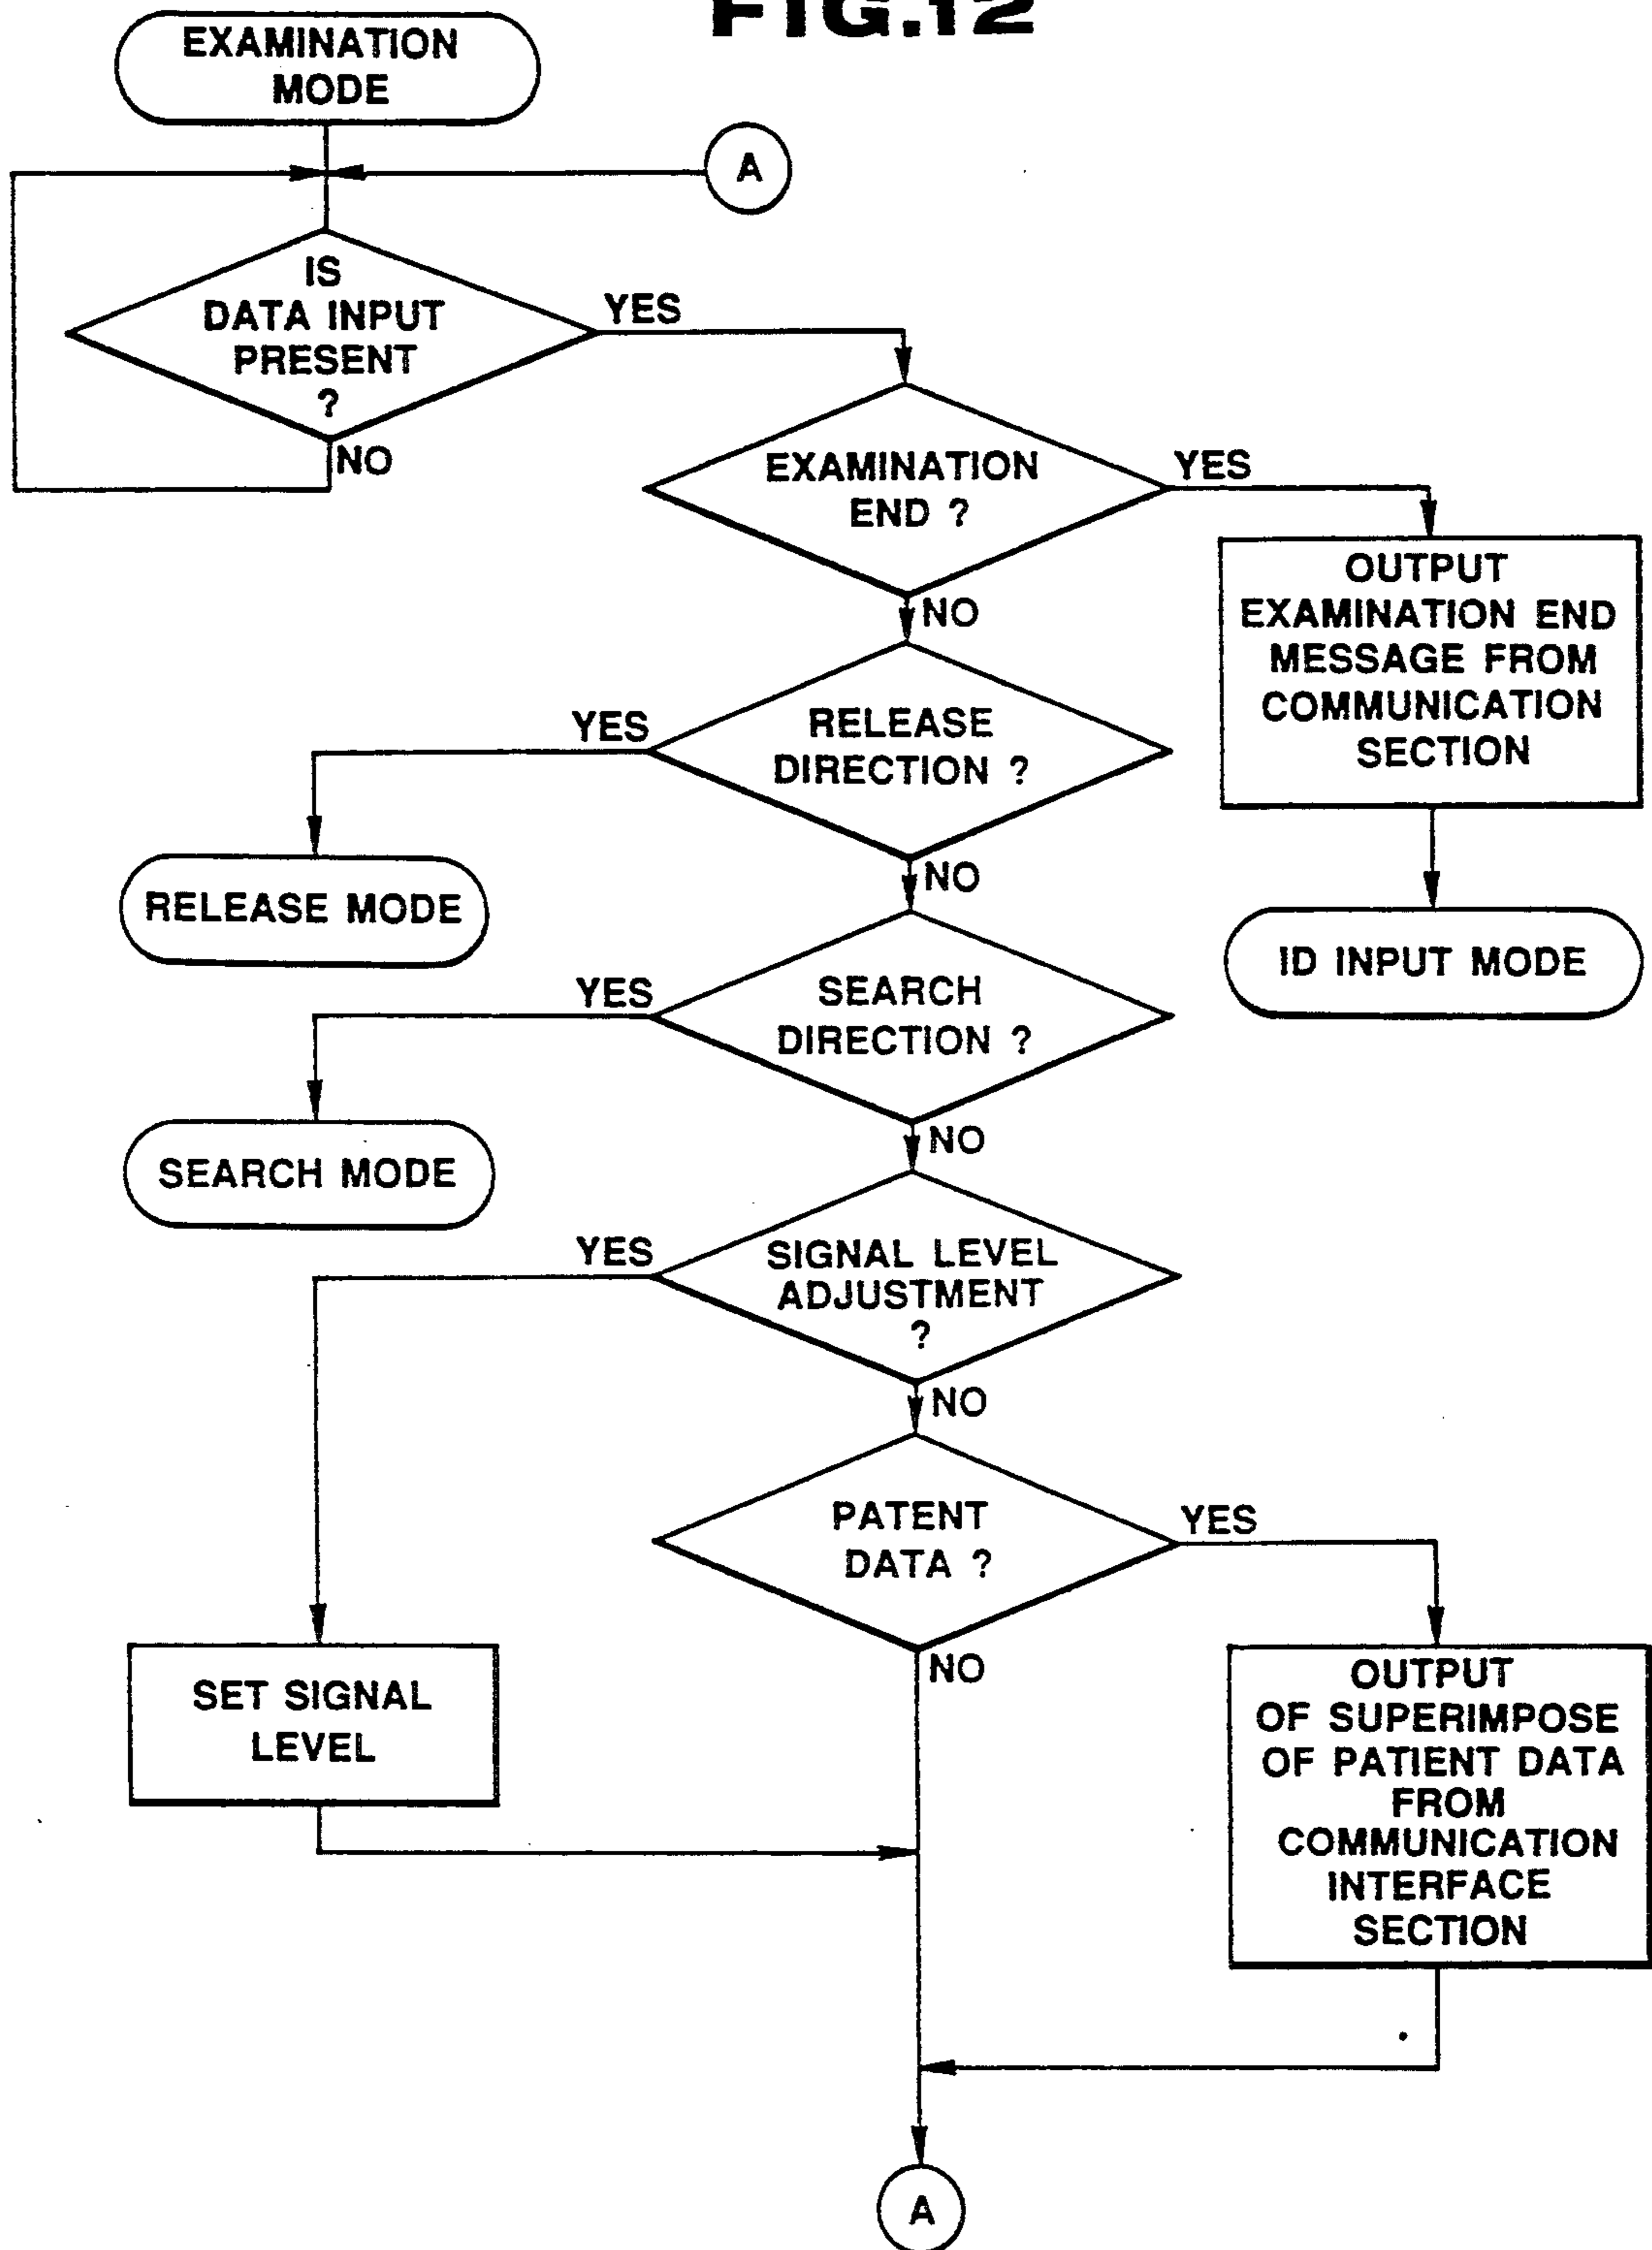 FIG.12
EXAMINATION
MODE
A
IS
DATA INPUT
PRESENT
?
YES
NO
EXAMINATION
END ?
YES
NO
OUTPUT
EXAMINATION END
MESSAGE FROM
COMMUNICATION
SECTION
RELEASE
DIRECTION ?
YES
NO
RELEASE MODE
ID INPUT MODE
SEARCH
DIRECTION ?
YES
NO
SEARCH MODE
SIGNAL LEVEL
ADJUSTMENT
?
YES
NO
PATENT
DATA ?
YES
NO
SET SIGNAL
LEVEL
OUTPUT
OF SUPERIMPOSE
OF PATIENT DATA
FROM
COMMUNICATION
INTERFACE
SECTION
A